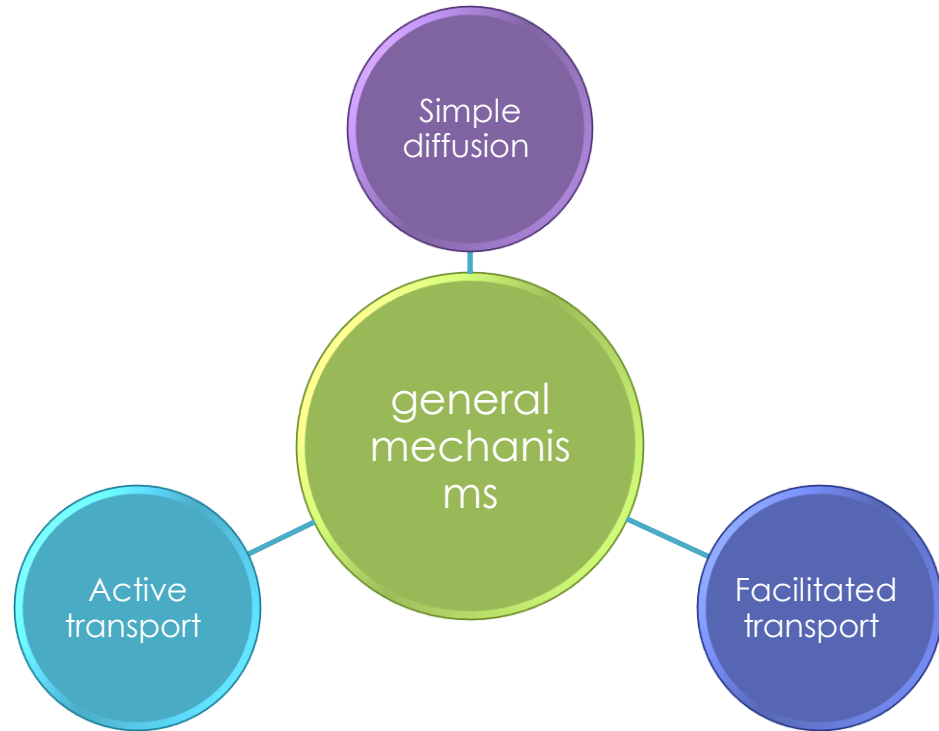 Simple
diffusion
general
mechanis
ms
Active
transport
Facilitated
transport